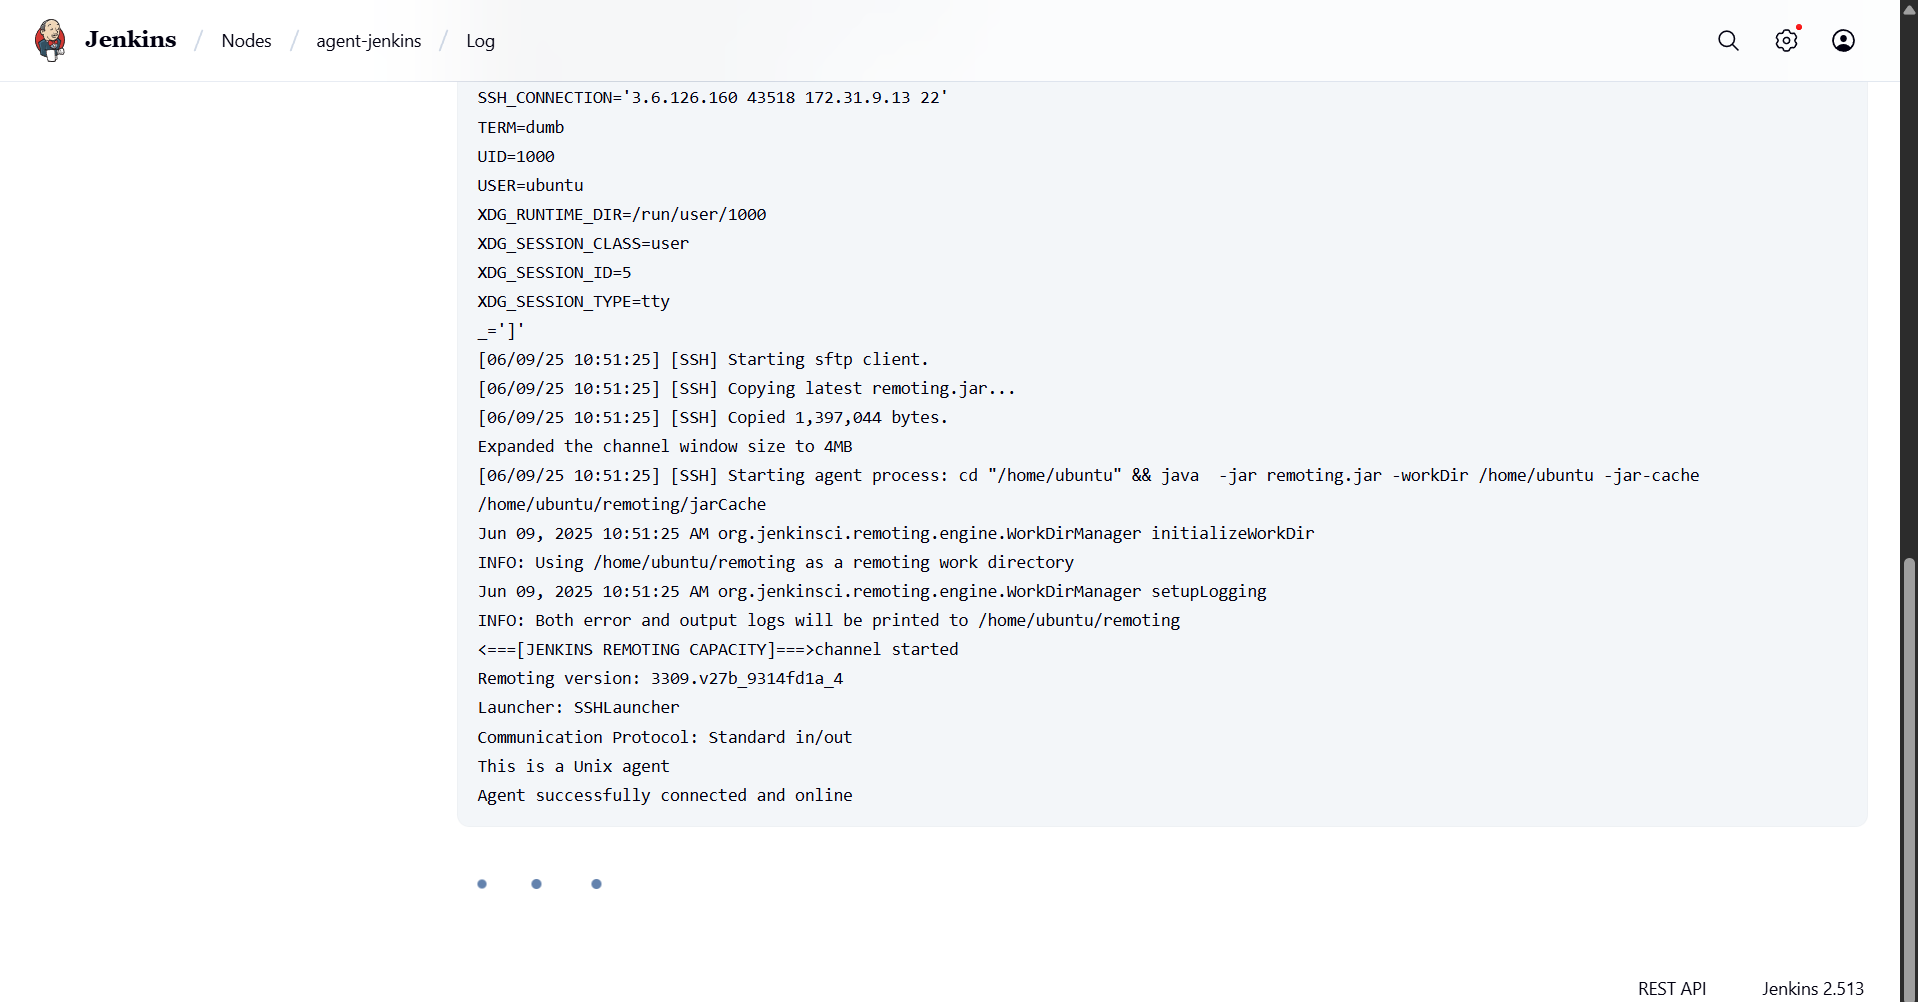 Jenkins / Nodes / agent-jenkins / Log
SSH_CONNECTION='3.6.126.160 43518 172.31.9.13 22'
TERM=dumb
UID=1000
USER=ubuntu
XDG_RUNTIME_DIR=/run/user/1000
XDG_SESSION_CLASS=user
XDG_SESSION_ID=5
XDG_SESSION_TYPE=tty
_=']'
[06/09/25 10:51:25] [SSH] Starting sftp client.
[06/09/25 10:51:25] [SSH] Copying latest remoting.jar...
[06/09/25 10:51:25] [SSH] Copied 1,397,044 bytes.
Expanded the channel window size to 4MB
[06/09/25 10:51:25] [SSH] Starting agent process: cd "/home/ubuntu" && java  -jar remoting.jar -workDir /home/ubuntu -jar-cache
/home/ubuntu/remoting/jarCache
Jun 09, 2025 10:51:25 AM org.jenkinsci.remoting.engine.WorkDirManager initializeWorkDir
INFO: Using /home/ubuntu/remoting as a remoting work directory
Jun 09, 2025 10:51:25 AM org.jenkinsci.remoting.engine.WorkDirManager setupLogging
INFO: Both error and output logs will be printed to /home/ubuntu/remoting
<===[JENKINS REMOTING CAPACITY]===>channel started
Remoting version: 3309.v27b_9314fd1a_4
Launcher: SSHLauncher
Communication Protocol: Standard in/out
This is a Unix agent
Agent successfully connected and online
REST API Jenkins 2.513